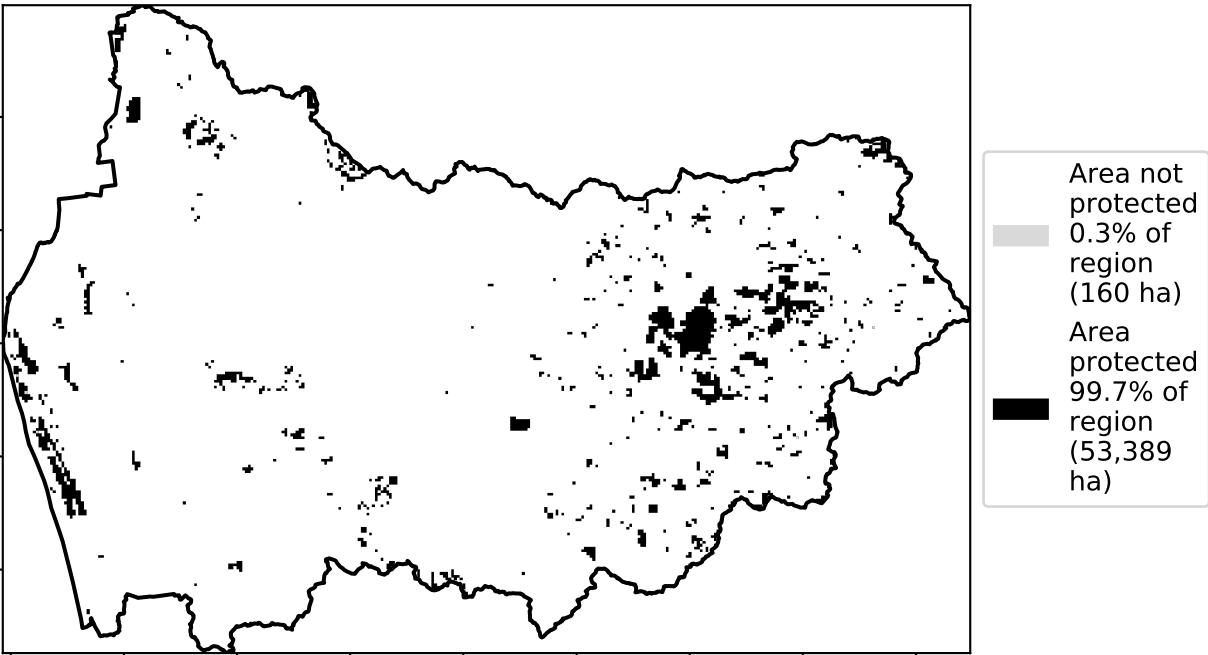 Area not
protected
0.3% of
region
(160 ha)
Area
protected
99.7% of
region
(53,389
ha)